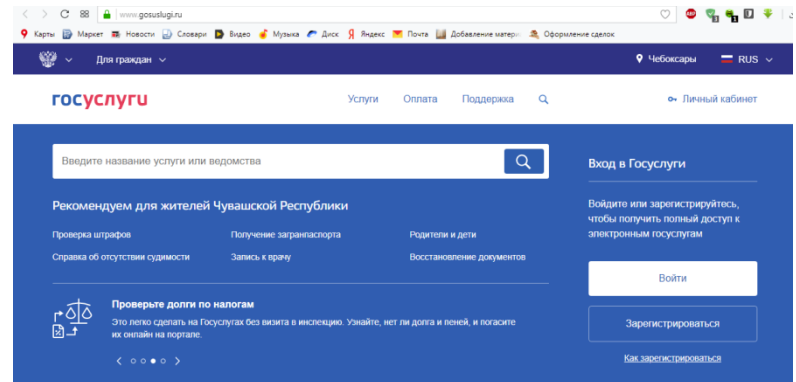 www.gosuslugi.ru
Карты Маркет Новости Словари Видео Музыка Диск Яндекс Почта Добавление матери Оформление сделок
Для граждан Чебоксары RUS
госуслуги Услуги Оплата Поддержка Личный кабинет
Введите название услуги или ведомства
Рекомендуем для жителей Чувашской Республики
Проверка штрафов Получение загранпаспорта Родители и дети
Справка об отсутствии судимости Запись к врачу Восстановление документов
Проверьте долги по налогам
Это легко сделать на Госуслугах без визита в инспекцию. Узнайте, нет ли долга и пеней, и погасите
их онлайн на портале.
Вход в Госуслуги
Войдите или зарегистрируйтесь,
чтобы получить полный доступ к
электронным госуслугам
Войти
Зарегистрироваться
Как зарегистрироваться